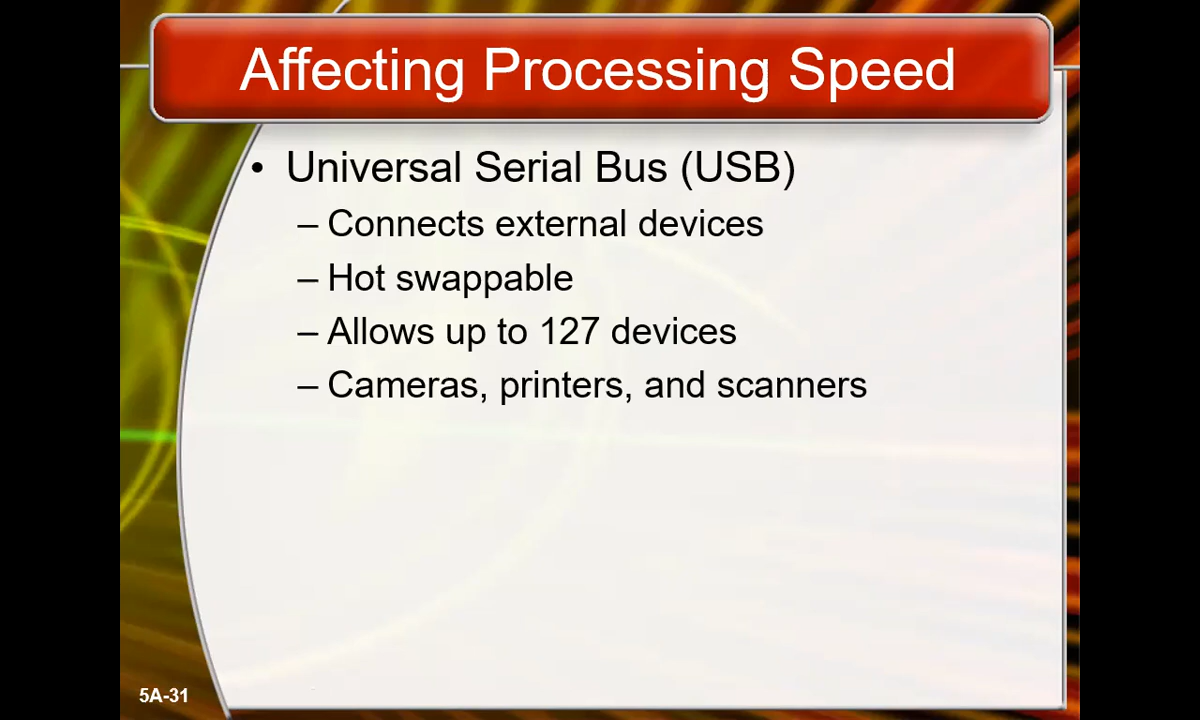 Affecting Processing Speed
• Universal Serial Bus (USB)
– Connects external devices
– Hot swappable
– Allows up to 127 devices
– Cameras, printers, and scanners
5A-31